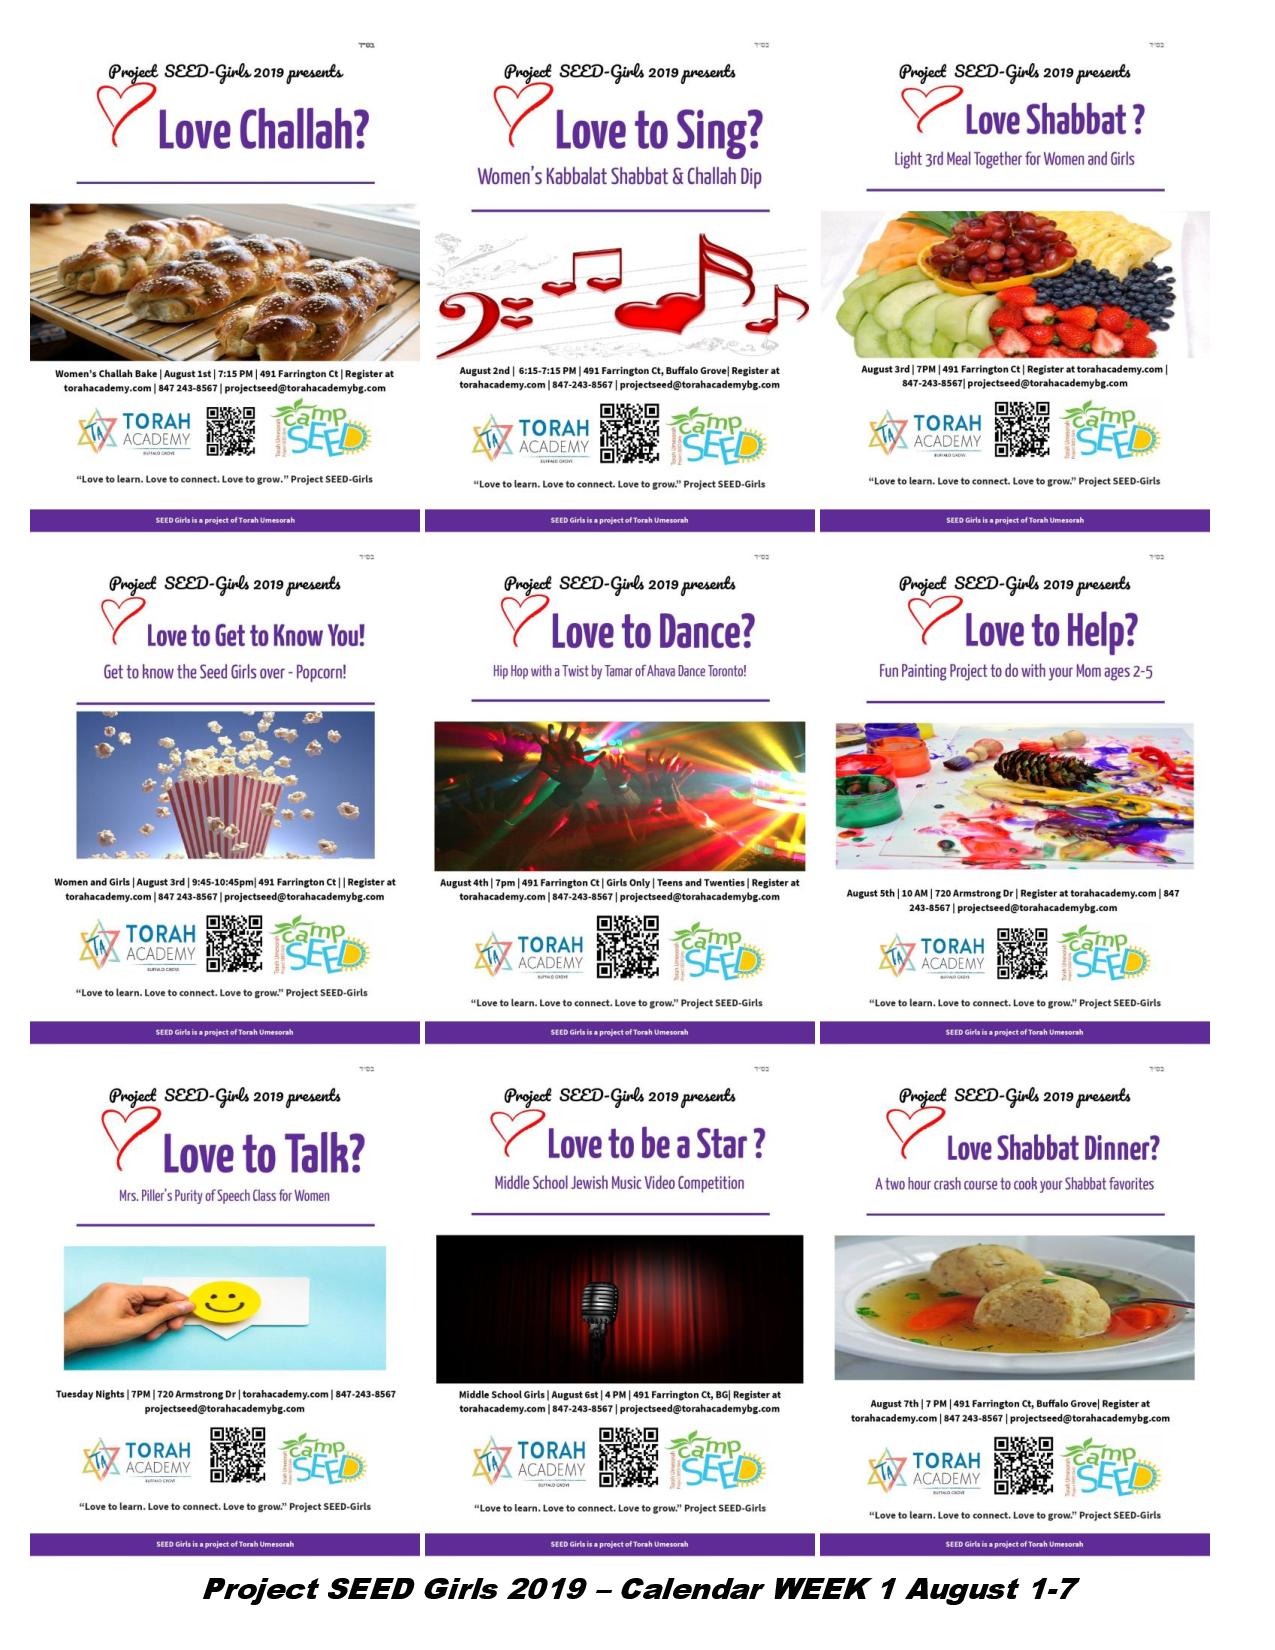 בס״ד
Project SEED-Girls 2019 presents
Love Challah?
Women's Challah Bake | August 1st | 7:15 PM | 491 Farrington Ct | Register at
torahacademy.com | 847 243-8567 | projectseed@torahacademybg.com
TA
TORAH
ACADEMY
BUFFALO GROVE
Torah Umesorah
camp
SEED
“Love to learn. Love to connect. Love to grow.” Project SEED-Girls
SEED Girls is a project of Torah Umesorah
בס״ד
Project SEED-Girls 2019 presents
Love to Sing?
Women's Kabbalat Shabbat & Challah Dip
August 2nd | 6:15-7:15 PM | 491 Farrington Ct, Buffalo Grove| Register at
torahacademy.com | 847-243-8567 | projectseed@torahacademybg.com
TA
TORAH
ACADEMY
BUFFALO GROVE
Torah Umesorah
camp
SEED
“Love to learn. Love to connect. Love to grow.” Project SEED-Girls
SEED Girls is a project of Torah Umesorah
בס״ד
Project SEED-Girls 2019 presents
Love Shabbat ?
Light 3rd Meal Together for Women and Girls
August 3rd | 7PM | 491 Farrington Ct | Register at torahacademy.com |
847-243-8567| projectseed@torahacademybg.com
TA
TORAH
ACADEMY
BUFFALO GROVE
Torah Umesorah
camp
SEED
“Love to learn. Love to connect. Love to grow.” Project SEED-Girls
SEED Girls is a project of Torah Umesorah
בס״ד
Project SEED-Girls 2019 presents
Love to Get to Know You!
Get to know the Seed Girls over - Popcorn!
Women and Girls | August 3rd | 9:45-10:45pm| 491 Farrington Ct | | Register at
torahacademy.com | 847 243-8567 | projectseed@torahacademybg.com
TA
TORAH
ACADEMY
BUFFALO GROVE
Torah Umesorah
camp
SEED
“Love to learn. Love to connect. Love to grow.” Project SEED-Girls
SEED Girls is a project of Torah Umesorah
בס״ד
Project SEED-Girls 2019 presents
Love to Dance?
Hip Hop with a Twist by Tamar of Ahava Dance Toronto!
August 4th | 7pm | 491 Farrington Ct | Girls Only | Teens and Twenties | Register at
torahacademy.com | 847-243-8567 | projectseed@torahacademybg.com
TA
TORAH
ACADEMY
BUFFALO GROVE
Torah Umesorah
camp
SEED
“Love to learn. Love to connect. Love to grow.” Project SEED-Girls
SEED Girls is a project of Torah Umesorah
בס״ד
Project SEED-Girls 2019 presents
Love to Help?
Fun Painting Project to do with your Mom ages 2-5
August 5th | 10 AM | 720 Armstrong Dr | Register at torahacademy.com | 847
243-8567 | projectseed@torahacademybg.com
TA
TORAH
ACADEMY
BUFFALO GROVE
Torah Umesorah
camp
SEED
“Love to learn. Love to connect. Love to grow.” Project SEED-Girls
SEED Girls is a project of Torah Umesorah
בס״ד
Project SEED-Girls 2019 presents
Love to Talk?
Mrs. Piller's Purity of Speech Class for Women
Tuesday Nights | 7PM | 720 Armstrong Dr | torahacademy.com | 847-243-8567
projectseed@torahacademybg.com
TA
TORAH
ACADEMY
BUFFALO GROVE
Torah Umesorah
camp
SEED
“Love to learn. Love to connect. Love to grow.” Project SEED-Girls
SEED Girls is a project of Torah Umesorah
בס״ד
Project SEED-Girls 2019 presents
Love to be a Star ?
Middle School Jewish Music Video Competition
Middle School Girls | August 6st | 4 PM | 491 Farrington Ct, BG| Register at
torahacademy.com | 847-243-8567 | projectseed@torahacademybg.com
TA
TORAH
ACADEMY
BUFFALO GROVE
Torah Umesorah
camp
SEED
“Love to learn. Love to connect. Love to grow.” Project SEED-Girls
SEED Girls is a project of Torah Umesorah
בס״ד
Project SEED-Girls 2019 presents
Love Shabbat Dinner?
A two hour crash course to cook your Shabbat favorites
August 7th | 7 PM | 491 Farrington Ct, Buffalo Grove| Register at
torahacademy.com | 847 243-8567 | projectseed@torahacademybg.com
TA
TORAH
ACADEMY
BUFFALO GROVE
Torah Umesorah
camp
SEED
“Love to learn. Love to connect. Love to grow.” Project SEED-Girls
SEED Girls is a project of Torah Umesorah
Project SEED Girls 2019 – Calendar WEEK 1 August 1-7